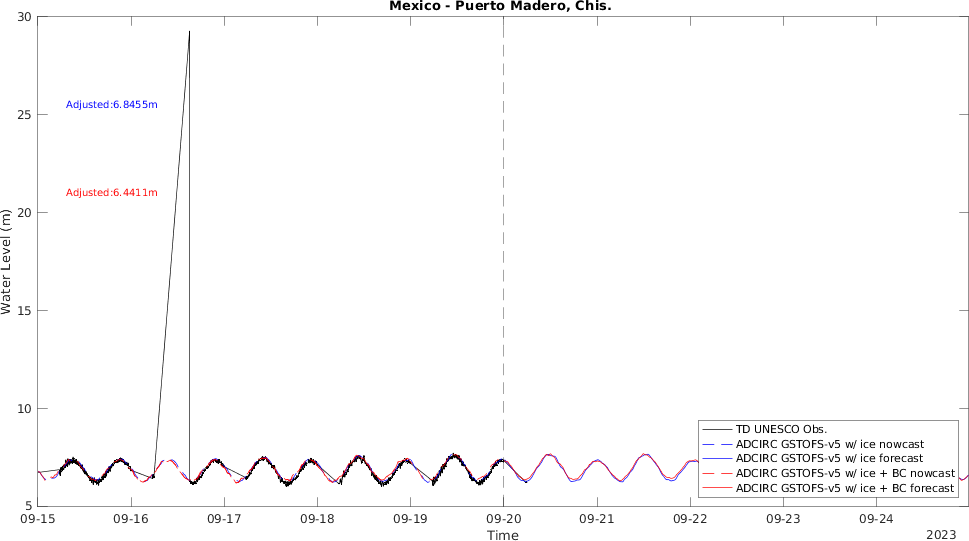 Mexico - Puerto Madero, Chis.
30
25
20
15
10
5
Water Level (m)
Adjusted:6.8455m
Adjusted:6.4411m
TD UNESCO Obs.
ADCIRC GSTOFS-v5 w/ ice nowcast
ADCIRC GSTOFS-v5 w/ ice forecast
ADCIRC GSTOFS-v5 w/ ice + BC nowcast
ADCIRC GSTOFS-v5 w/ ice + BC forecast
09-15 09-16 09-17 09-18 09-19 09-20 09-21 09-22 09-23 09-24
Time
2023